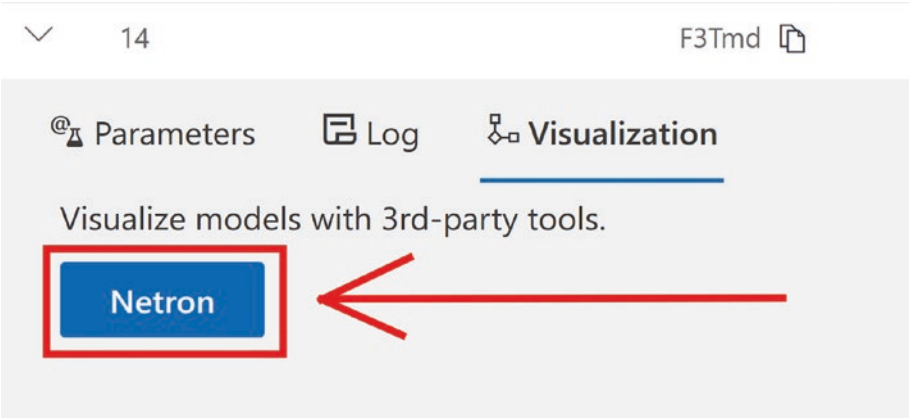 14 F3Tmd
Parameters Log Visualization
Visualize models with 3rd-party tools.
Netron